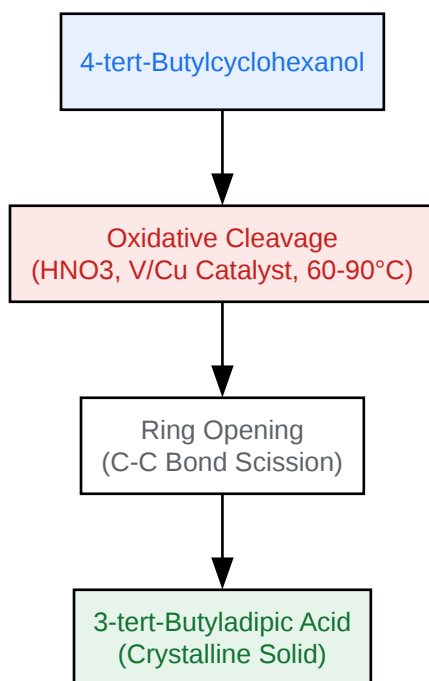 4-tert-Butylcyclohexanol
Oxidative Cleavage
(HNO3, V/Cu Catalyst, 60-90°C)
Ring Opening
(C-C Bond Scission)
3-tert-Butyladipic Acid
(Crystalline Solid)